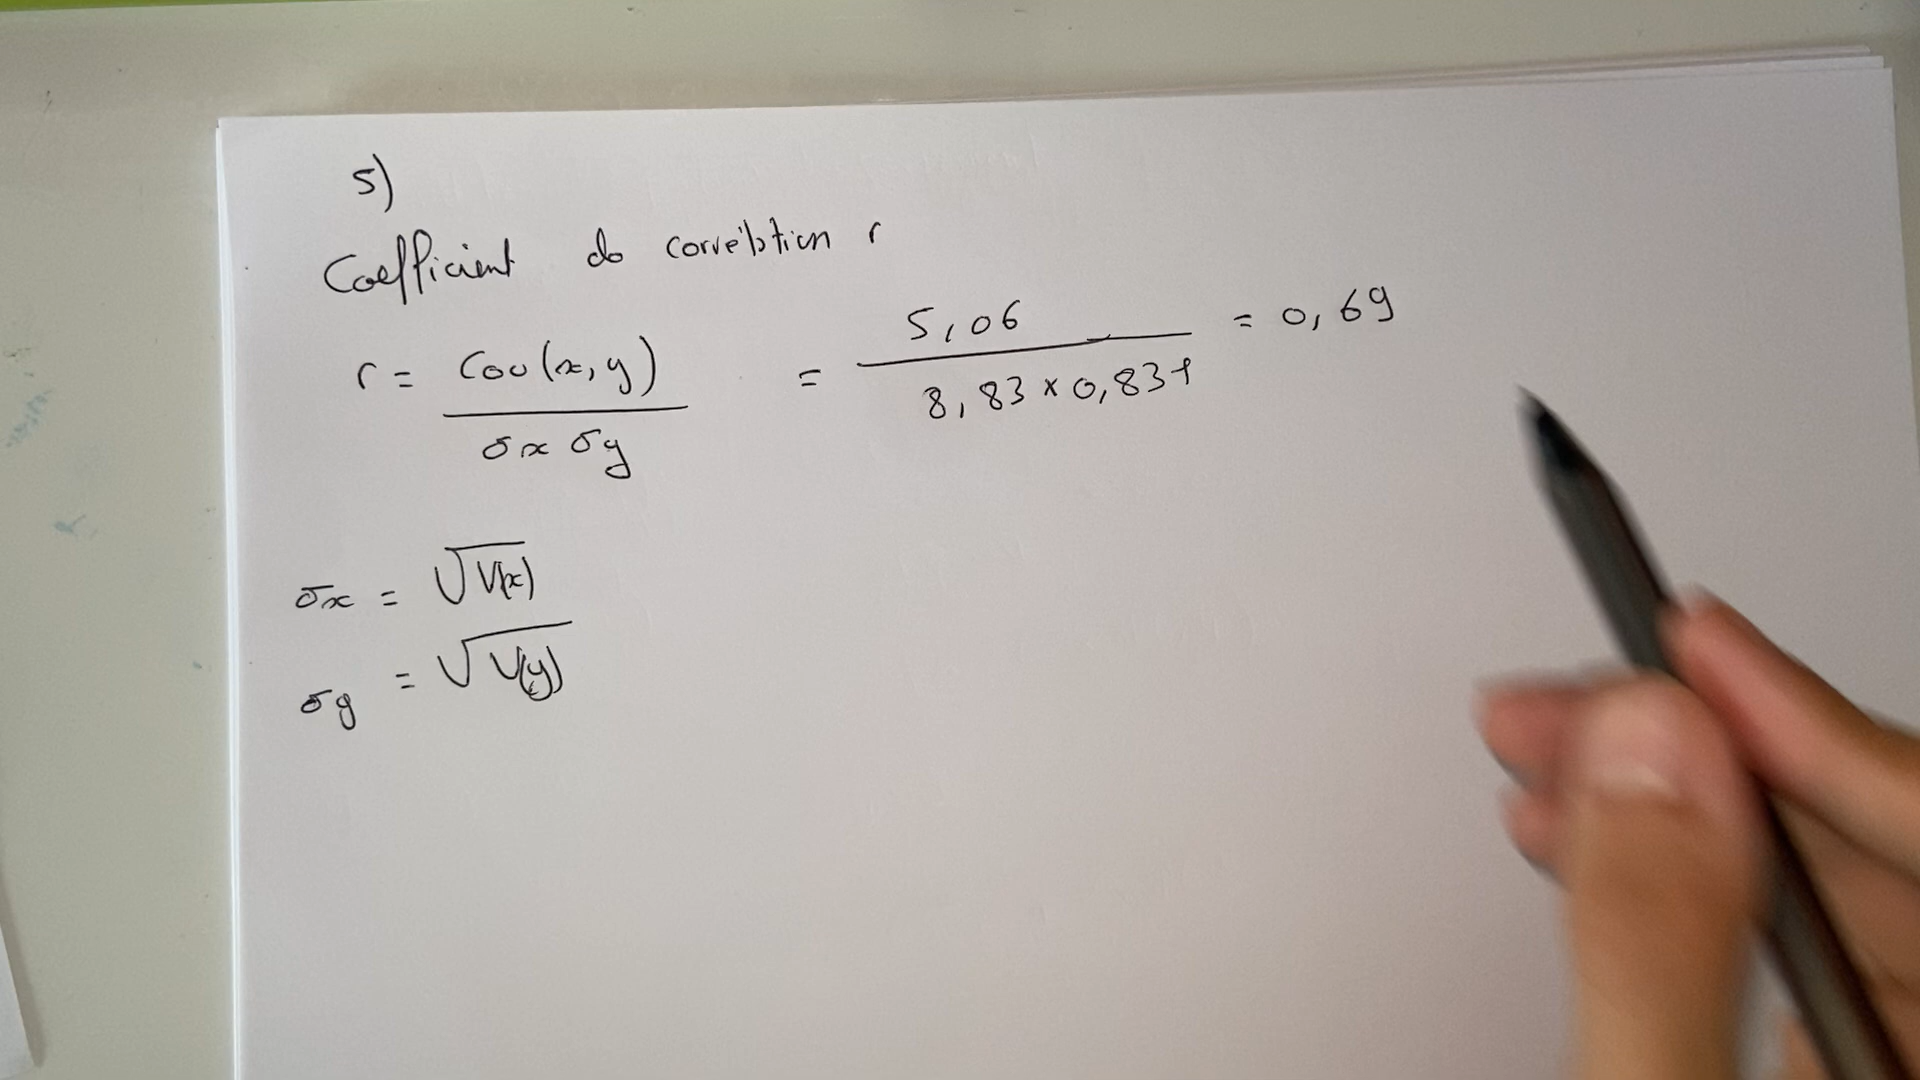 5)
Coefficient de corrélation r
r = Cov(x, y) / σx σy = 5,06 / 8,83 x 0,831 = 0,69
σx = √V(x)
σy = √V(y)